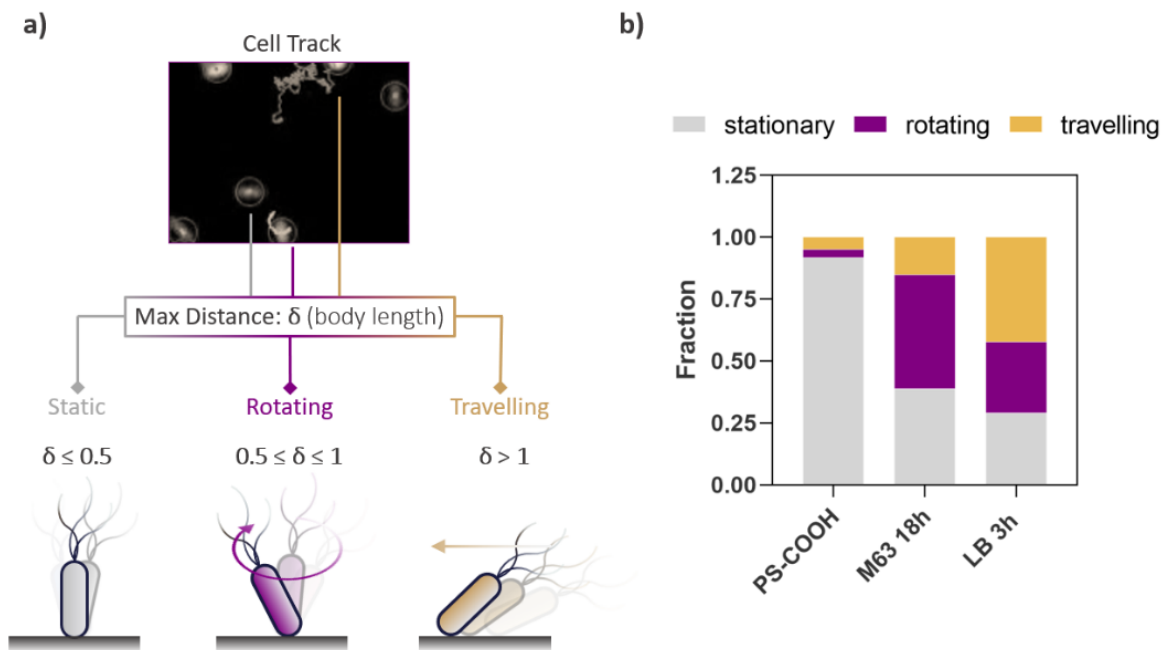 a)
Cell Track
Max Distance: δ (body length)
Static Rotating Travelling
δ ≤ 0.5 0.5 ≤ δ ≤ 1 δ > 1
b)
stationary rotating travelling
Fraction
1.25
1.00
0.75
0.50
0.25
0.00
PS-COOH
M63 18h
LB 3h